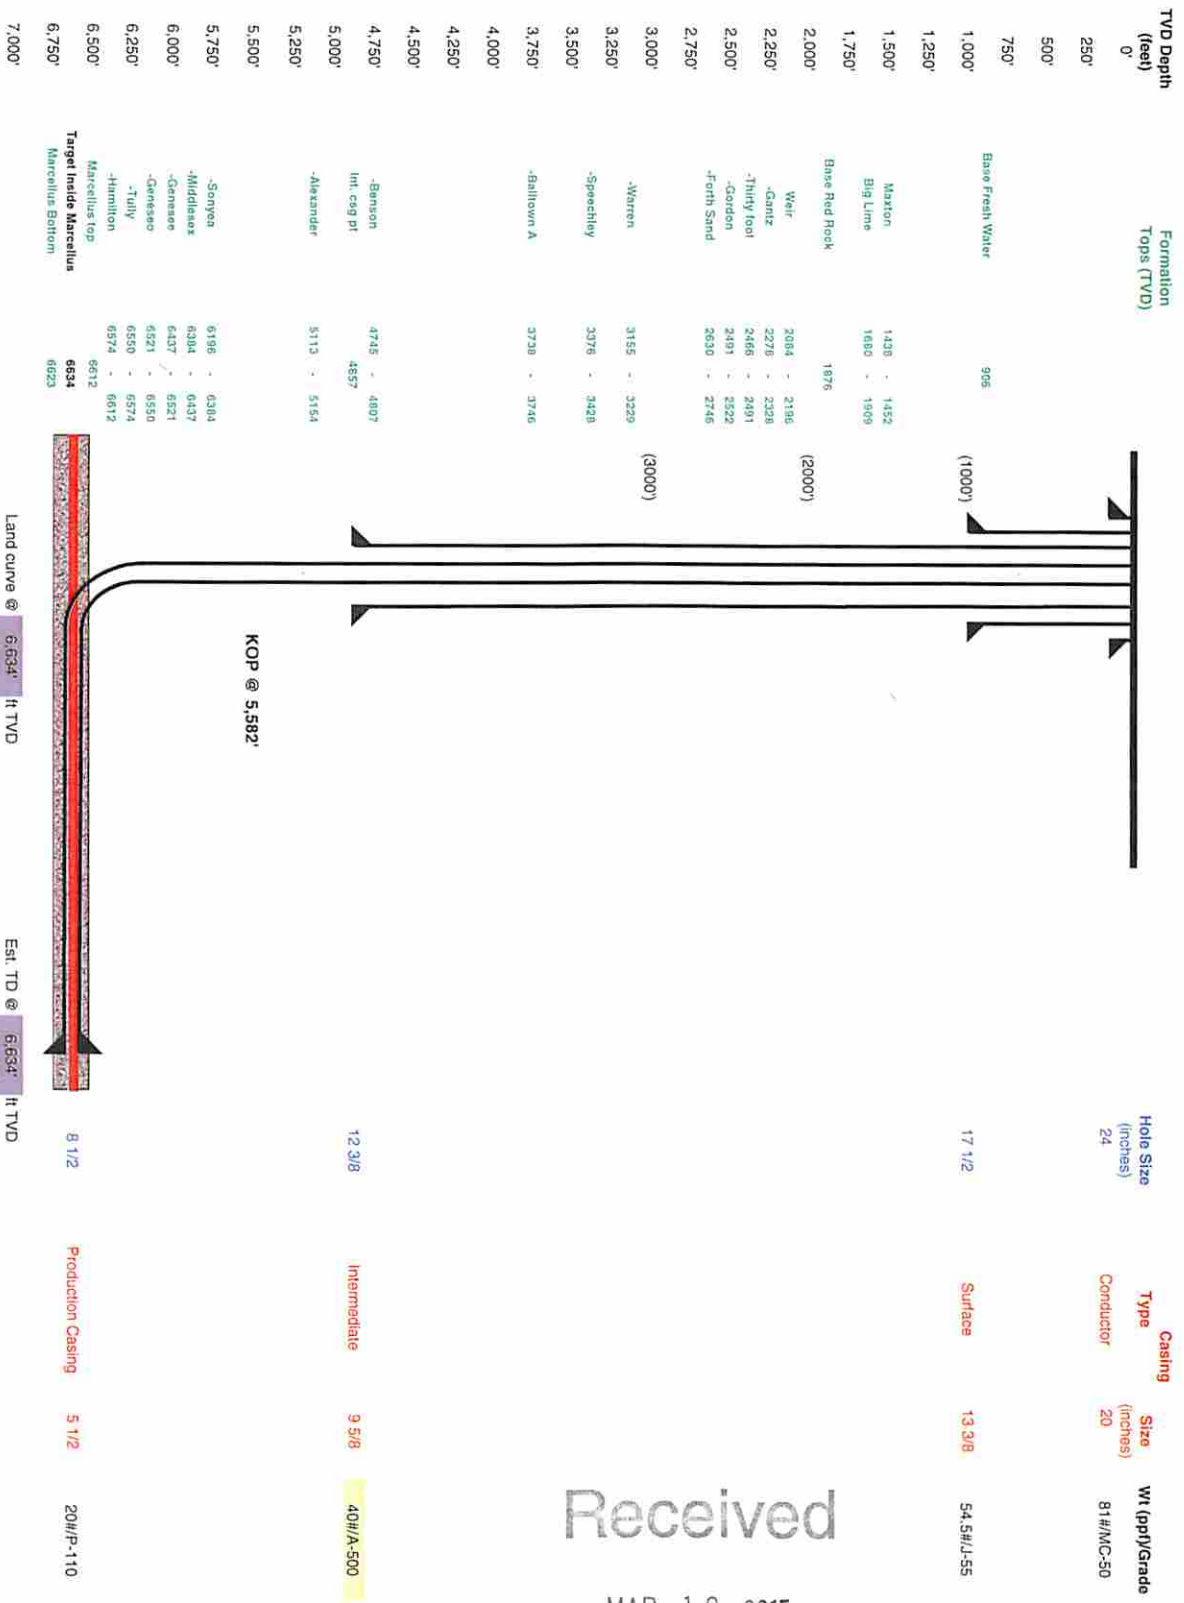 TVD Depth
(feet)
Formation
Tops (TVD)
Hole Size
(inches)
Casing
Type
Size
(inches)
Wt (ppf)/Grade
0'
24
Conductor
20
81#/MC-50
250'
500'
750'
Base Fresh Water 906
1,000'
(1000')
17 1/2
Surface
13 3/8
54.5#/J-55
1,250'
1,500'
Maxton 1438 - 1452
Big Lime 1680 - 1909
1,750'
Base Red Rock 1876
2,000'
(2000')
Weir 2084 - 2196
2,250'
-Gantz 2278 - 2328
-Thirty foot 2466 - 2491
2,500'
-Gordon 2491 - 2522
-Forth Sand 2630 - 2746
2,750'
3,000'
(3000')
-Warren 3155 - 3229
3,250'
-Speechley 3376 - 3428
3,500'
3,750'
-Balltown A 3738 - 3746
4,000'
4,250'
4,500'
4,750'
-Benson 4745 - 4807
Int. csg pt 4857
12 3/8
Intermediate
9 5/8
40#/A-500
5,000'
-Alexander 5113 - 5154
5,250'
5,500'
KOP @ 5,582'
5,750'
-Sonyea 6196 - 6384
-Middlesex 6384 - 6437
6,000'
-Genesee 6437 - 6521
-Geneseo 6521 - 6550
6,250'
-Tully 6550 - 6574
-Hamilton 6574 - 6612
6,500'
Marcellus top 6612
Target Inside Marcellus 6634
8 1/2
Production Casing
5 1/2
20#/P-110
6,750'
Marcellus Bottom 6623
7,000'
Land curve @ 6,634' ft TVD
Est. TD @ 6,634' ft TVD
Received